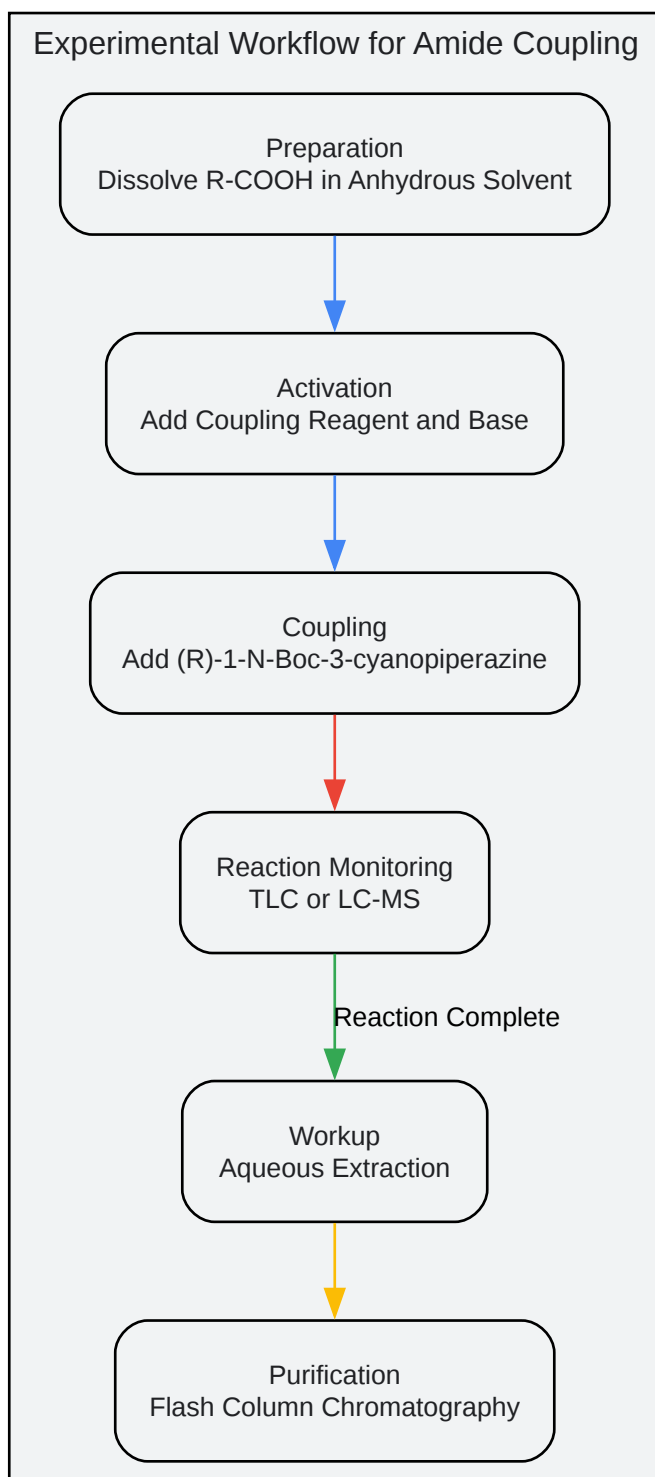 Experimental Workflow for Amide Coupling
Preparation
Dissolve R-COOH in Anhydrous Solvent
Activation
Add Coupling Reagent and Base
Coupling
Add (R)-1-N-Boc-3-cyanopiperazine
Reaction Monitoring
TLC or LC-MS
Reaction Complete
Workup
Aqueous Extraction
Purification
Flash Column Chromatography